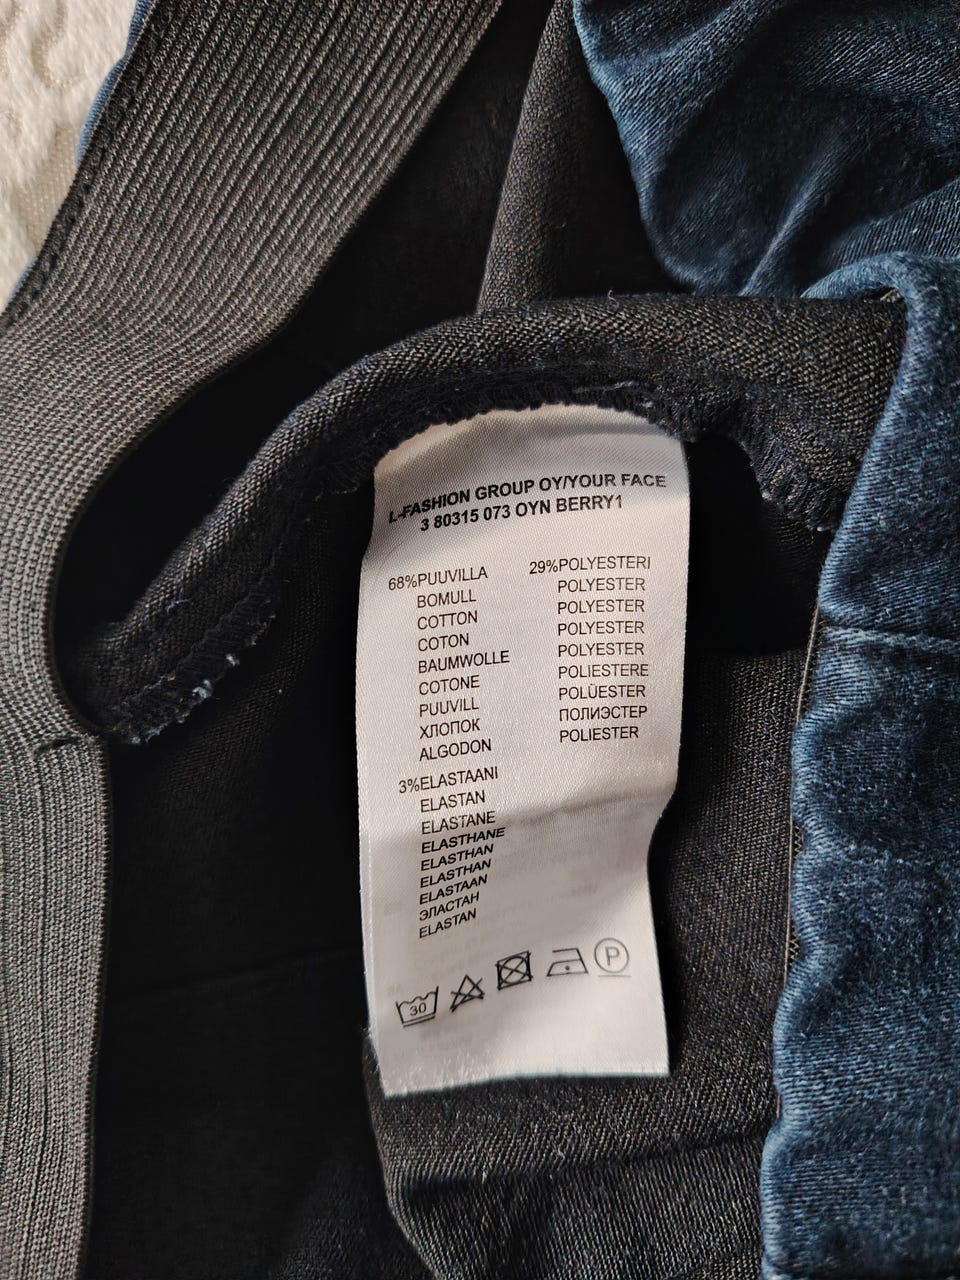 L-FASHION GROUP OY/YOUR FACE
3 80315 073 OYN BERRY1
68%PUUVILLA
BOMULL
COTTON
COTON
BAUMWOLLE
COTONE
PUUVILL
ХЛОПОК
ALGODON
29%POLYESTERI
POLYESTER
POLYESTER
POLYESTER
POLYESTER
POLIESTERE
POLÜESTER
ПОЛИЭСТЕР
POLIESTER
3%ELASTAANI
ELASTAN
ELASTANE
ELASTHANE
ELASTHAN
ELASTHAN
ELASTAAN
ЭЛАСТАН
ELASTAN
30
P